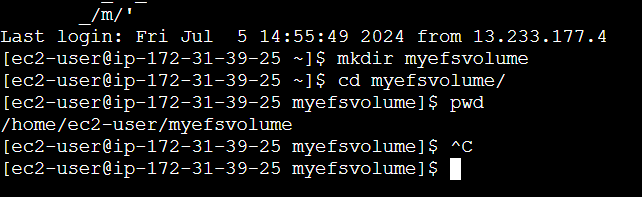 _/m/'
Last login: Fri Jul  5 14:55:49 2024 from 13.233.177.4
[ec2-user@ip-172-31-39-25 ~]$ mkdir myefsvolume
[ec2-user@ip-172-31-39-25 ~]$ cd myefsvolume/
[ec2-user@ip-172-31-39-25 myefsvolume]$ pwd
/home/ec2-user/myefsvolume
[ec2-user@ip-172-31-39-25 myefsvolume]$ ^C
[ec2-user@ip-172-31-39-25 myefsvolume]$